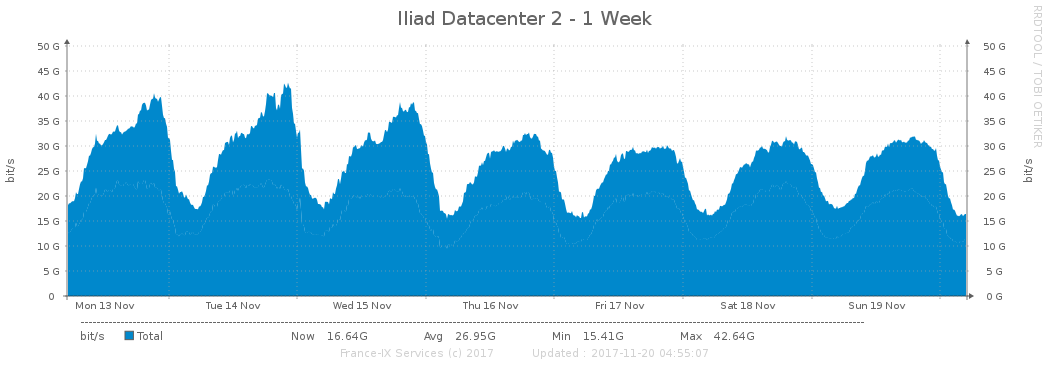 Iliad Datacenter 2 - 1 Week
RRDTOOL / TOBI OETIKER
bit/s
50 G 50 G
45 G 45 G
40 G 40 G
35 G 35 G
30 G 30 G
25 G 25 G
20 G 20 G
15 G 15 G
10 G 10 G
5 G 5 G
0 0 G
bit/s
Mon 13 Nov Tue 14 Nov Wed 15 Nov Thu 16 Nov Fri 17 Nov Sat 18 Nov Sun 19 Nov
bit/s Total Now 16.64G Avg 26.95G Min 15.41G Max 42.64G
France-IX Services (c) 2017 Updated : 2017-11-20 04:55:07